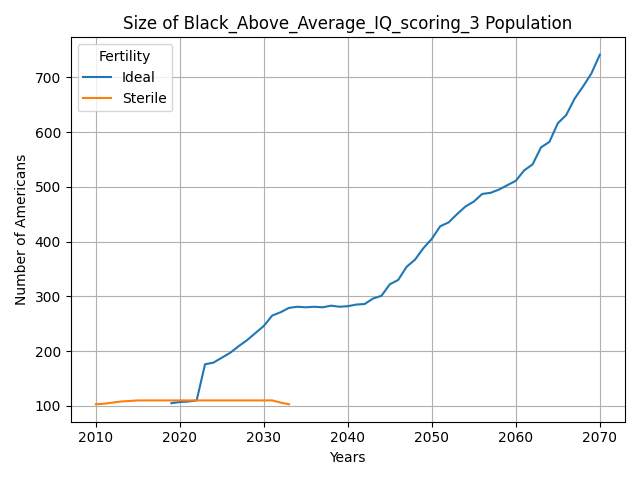 Size of Black_Above_Average_IQ_scoring_3 Population
Fertility
Ideal
Sterile
Number of Americans
700
600
500
400
300
200
100
2010 2020 2030 2040 2050 2060 2070
Years